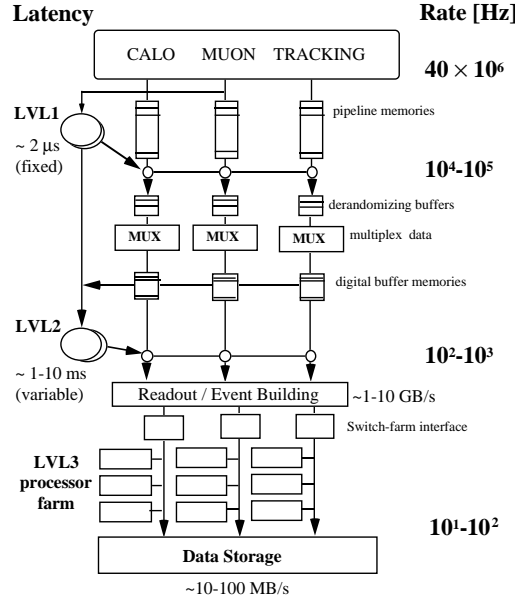 Latency
Rate [Hz]
CALO MUON TRACKING
40 × 10⁶
LVL1
pipeline memories
~ 2 μs
(fixed)
10⁴-10⁵
derandomizing buffers
MUX MUX MUX
multiplex data
digital buffer memories
LVL2
10²-10³
~ 1-10 ms
(variable)
Readout / Event Building
~1-10 GB/s
Switch-farm interface
LVL3
processor
farm
10¹-10²
Data Storage
~10-100 MB/s